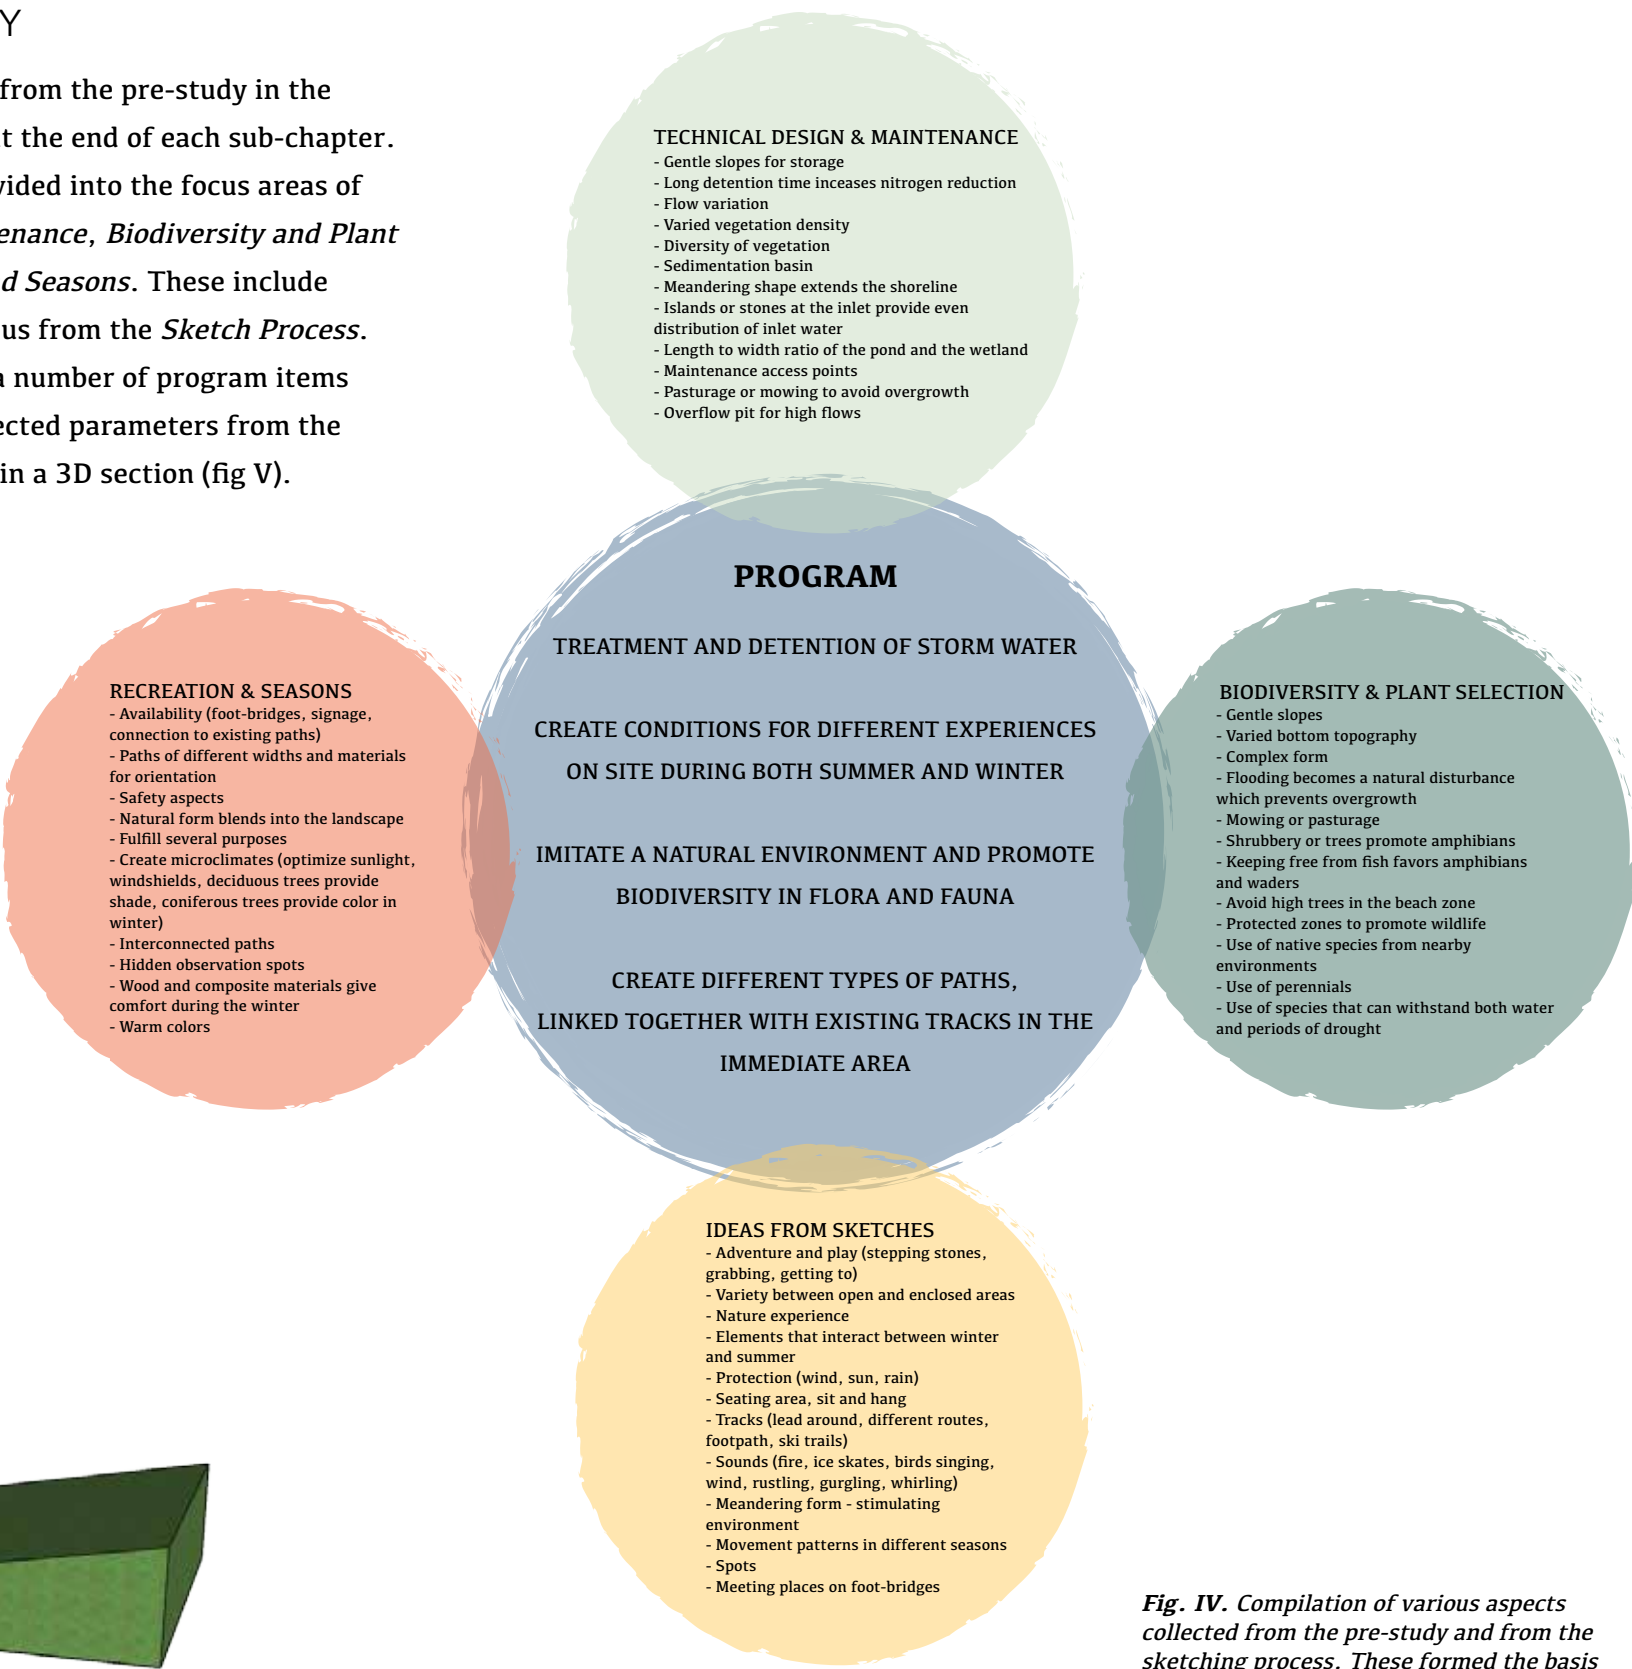 Y
from the pre-study in the
t the end of each sub-chapter.
vided into the focus areas of
enance, Biodiversity and Plant
d Seasons. These include
us from the Sketch Process.
a number of program items
ected parameters from the
in a 3D section (fig V).
TECHNICAL DESIGN & MAINTENANCE
- Gentle slopes for storage
- Long detention time inceases nitrogen reduction
- Flow variation
- Varied vegetation density
- Diversity of vegetation
- Sedimentation basin
- Meandering shape extends the shoreline
- Islands or stones at the inlet provide even
distribution of inlet water
- Length to width ratio of the pond and the wetland
- Maintenance access points
- Pasturage or mowing to avoid overgrowth
- Overflow pit for high flows
PROGRAM
TREATMENT AND DETENTION OF STORM WATER
CREATE CONDITIONS FOR DIFFERENT EXPERIENCES
ON SITE DURING BOTH SUMMER AND WINTER
IMITATE A NATURAL ENVIRONMENT AND PROMOTE
BIODIVERSITY IN FLORA AND FAUNA
CREATE DIFFERENT TYPES OF PATHS,
LINKED TOGETHER WITH EXISTING TRACKS IN THE
IMMEDIATE AREA
RECREATION & SEASONS
- Availability (foot-bridges, signage,
connection to existing paths)
- Paths of different widths and materials
for orientation
- Safety aspects
- Natural form blends into the landscape
- Fulfill several purposes
- Create microclimates (optimize sunlight,
windshields, deciduous trees provide
shade, coniferous trees provide color in
winter)
- Interconnected paths
- Hidden observation spots
- Wood and composite materials give
comfort during the winter
- Warm colors
BIODIVERSITY & PLANT SELECTION
- Gentle slopes
- Varied bottom topography
- Complex form
- Flooding becomes a natural disturbance
which prevents overgrowth
- Mowing or pasturage
- Shrubbery or trees promote amphibians
- Keeping free from fish favors amphibians
and waders
- Avoid high trees in the beach zone
- Protected zones to promote wildlife
- Use of native species from nearby
environments
- Use of perennials
- Use of species that can withstand both water
and periods of drought
IDEAS FROM SKETCHES
- Adventure and play (stepping stones,
grabbing, getting to)
- Variety between open and enclosed areas
- Nature experience
- Elements that interact between winter
and summer
- Protection (wind, sun, rain)
- Seating area, sit and hang
- Tracks (lead around, different routes,
footpath, ski trails)
- Sounds (fire, ice skates, birds singing,
wind, rustling, gurgling, whirling)
- Meandering form - stimulating
environment
- Movement patterns in different seasons
- Spots
- Meeting places on foot-bridges
Fig. IV. Compilation of various aspects
collected from the pre-study and from the
sketching process. These formed the basis